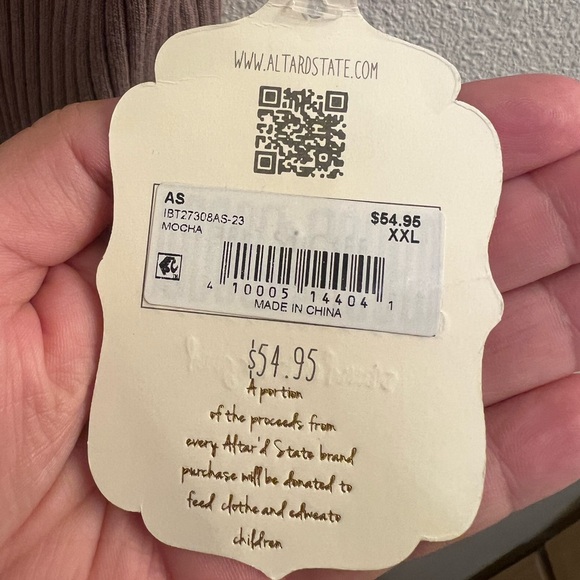 WWW.ALTARDSTATE.COM
AS
IBT27308AS-23
MOCHA
$54.95
XXL
4 10005 14404 1
MADE IN CHINA
$54.95
A portion
of the proceeds from
every Altar'd State brand
purchase will be donated to
feed clothe and edweato
children